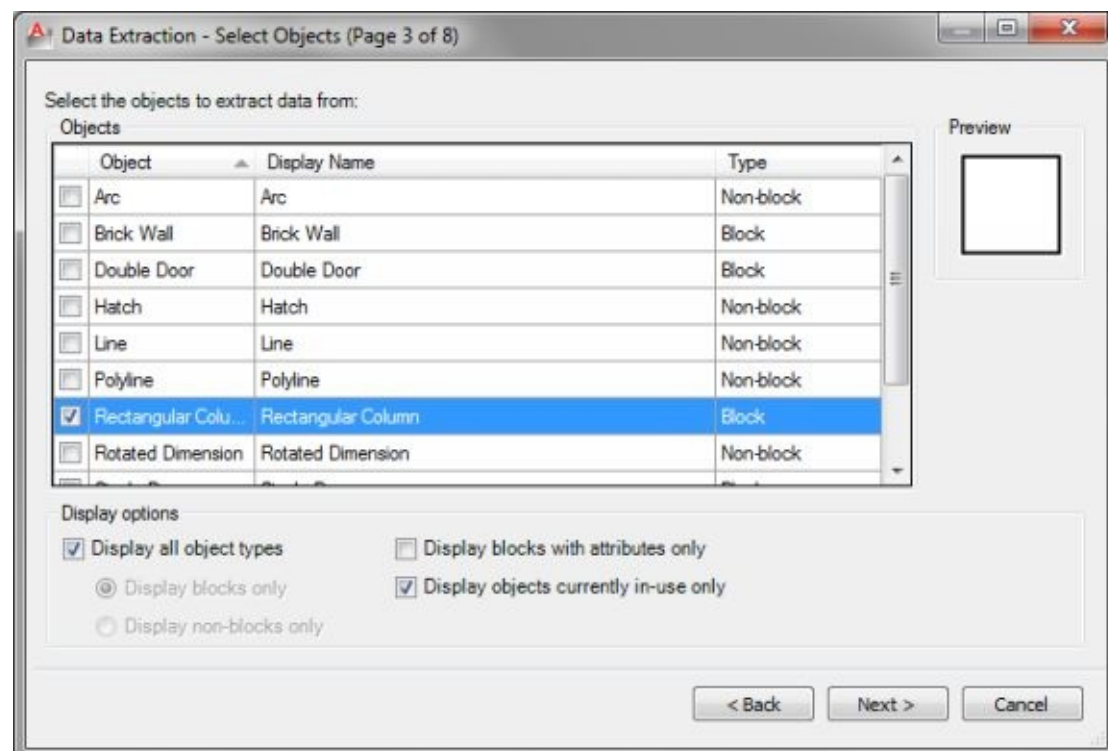 Data Extraction - Select Objects (Page 3 of 8)
Select the objects to extract data from:
Objects
Preview
Object Display Name Type
Arc Arc Non-block
Brick Wall Brick Wall Block
Double Door Double Door Block
Hatch Hatch Non-block
Line Line Non-block
Polyline Polyline Non-block
Rectangular Colu... Rectangular Column Block
Rotated Dimension Rotated Dimension Non-block
Display options
Display all object types Display blocks with attributes only
Display blocks only Display objects currently in-use only
Display non-blocks only
< Back Next > Cancel